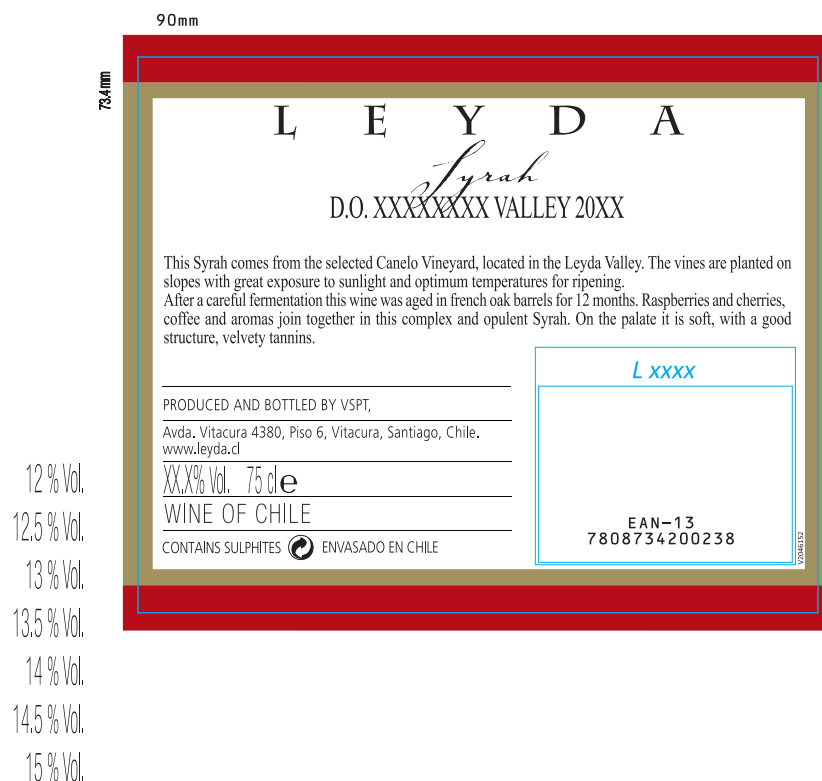 90mm
73.4mm
L E Y D A
Syrah
D.O. XXXXXXXX VALLEY 20XX
This Syrah comes from the selected Canelo Vineyard, located in the Leyda Valley. The vines are planted on
slopes with great exposure to sunlight and optimum temperatures for ripening.
After a careful fermentation this wine was aged in french oak barrels for 12 months. Raspberries and cherries,
coffee and aromas join together in this complex and opulent Syrah. On the palate it is soft, with a good
structure, velvety tannins.
L xxxx
PRODUCED AND BOTTLED BY VSPT,
Avda. Vitacura 4380, Piso 6, Vitacura, Santiago, Chile.
www.leyda.cl
XX.X% Vol. 75 cl e
WINE OF CHILE
CONTAINS SULPHITES ENVASADO EN CHILE
EAN-13
7808734200238
V2046152
12 % Vol.
12.5 % Vol.
13 % Vol.
13.5 % Vol.
14 % Vol.
14.5 % Vol.
15 % Vol.